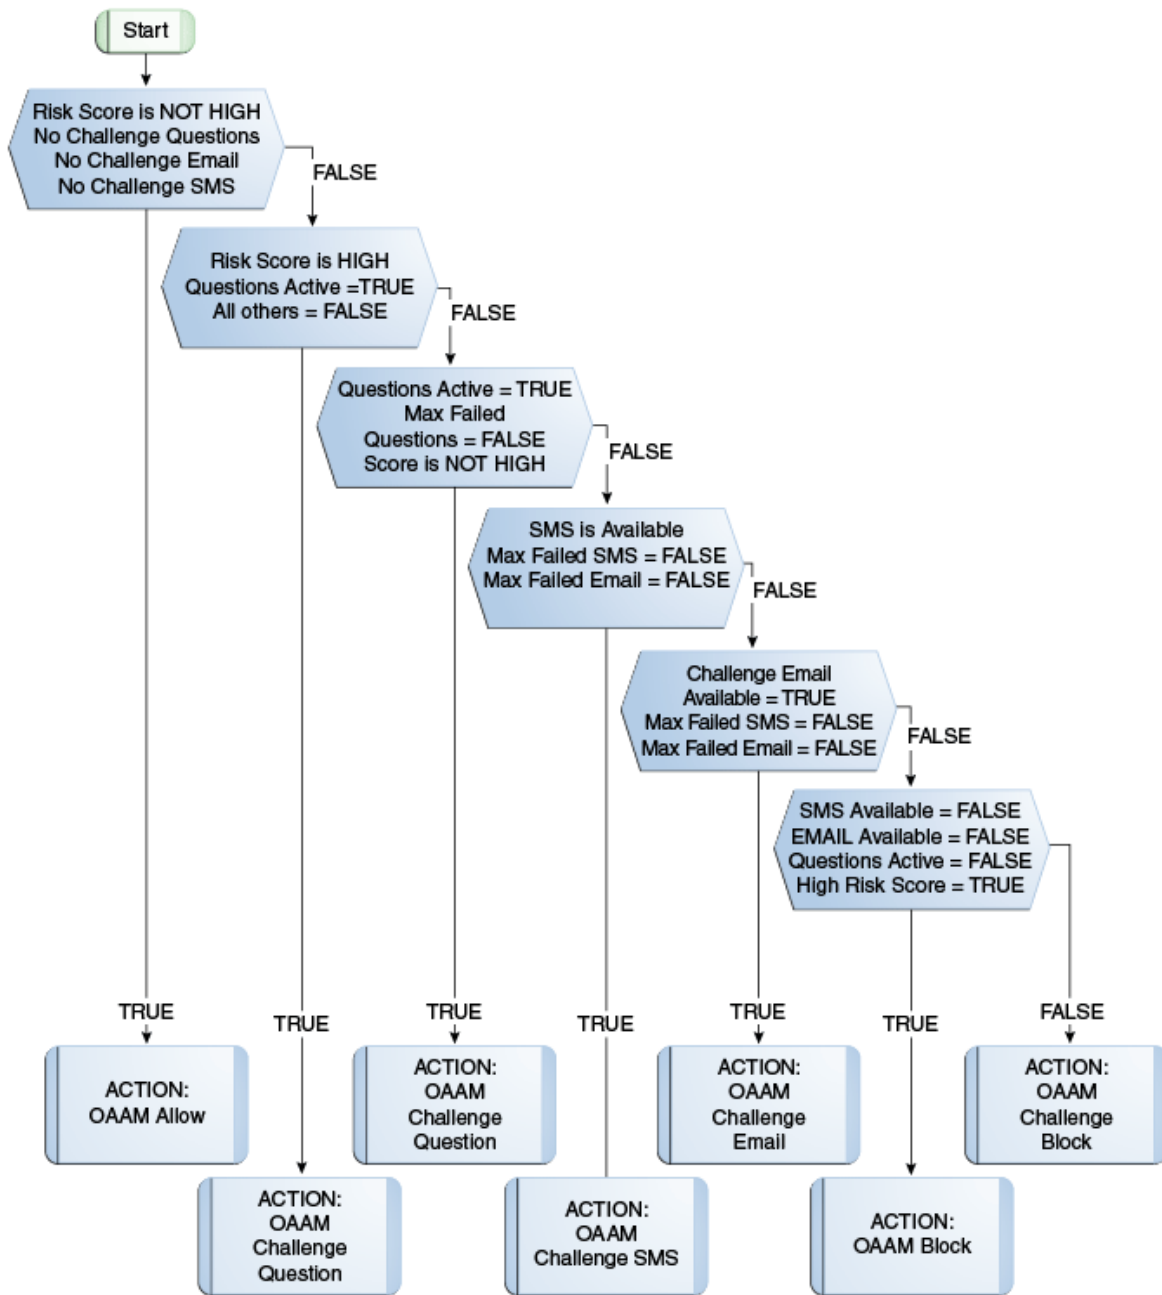 Start
Risk Score is NOT HIGH
No Challenge Questions
No Challenge Email
No Challenge SMS
FALSE
Risk Score is HIGH
Questions Active =TRUE
All others = FALSE
FALSE
Questions Active = TRUE
Max Failed
Questions = FALSE
Score is NOT HIGH
FALSE
SMS is Available
Max Failed SMS = FALSE
Max Failed Email = FALSE
FALSE
Challenge Email
Available = TRUE
Max Failed SMS = FALSE
Max Failed Email = FALSE
FALSE
SMS Available = FALSE
EMAIL Available = FALSE
Questions Active = FALSE
High Risk Score = TRUE
TRUE
TRUE
TRUE
TRUE
TRUE
TRUE
FALSE
ACTION:
OAAM Allow
ACTION:
OAAM
Challenge
Question
ACTION:
OAAM
Challenge
Question
ACTION:
OAAM
Challenge SMS
ACTION:
OAAM
Challenge
Email
ACTION:
OAAM Block
ACTION:
OAAM
Challenge
Block